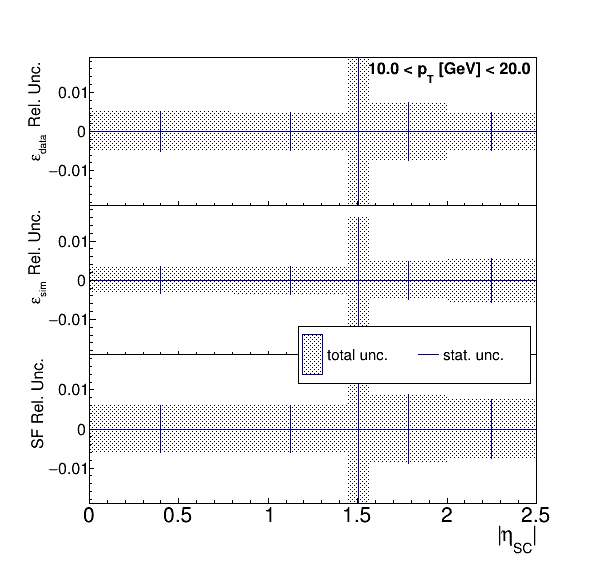 10.0 < p_T [GeV] < 20.0
ε_data Rel. Unc.
0.01
0
−0.01
ε_sim Rel. Unc.
0.01
0
−0.01
total unc. stat. unc.
SF Rel. Unc.
0.01
0
−0.01
0 0.5 1 1.5 2 2.5
|η_SC|